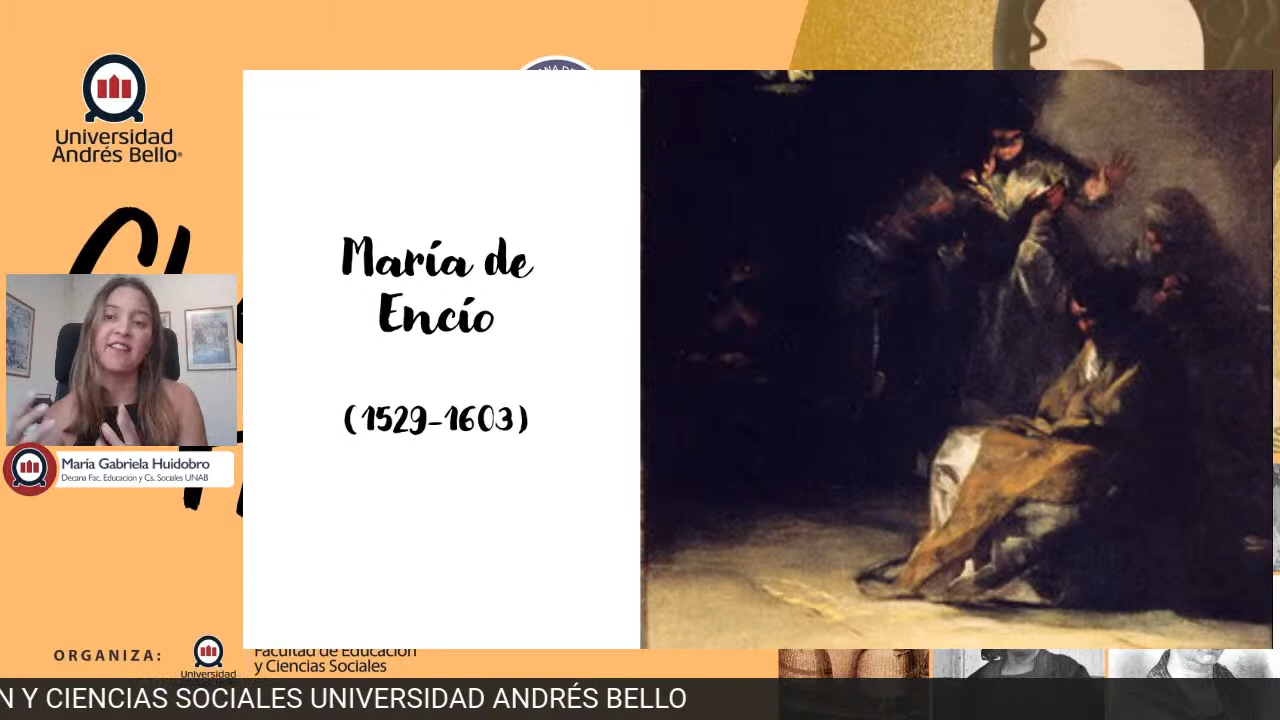 Universidad
Andrés Bello
María de
Encío
(1529-1603)
María Gabriela Huidobro
Decana Fac. Educación y Cs. Sociales UNAB
ORGANIZA:
Universidad
Facultad de Educación
y Ciencias Sociales
N Y CIENCIAS SOCIALES UNIVERSIDAD ANDRÉS BELLO